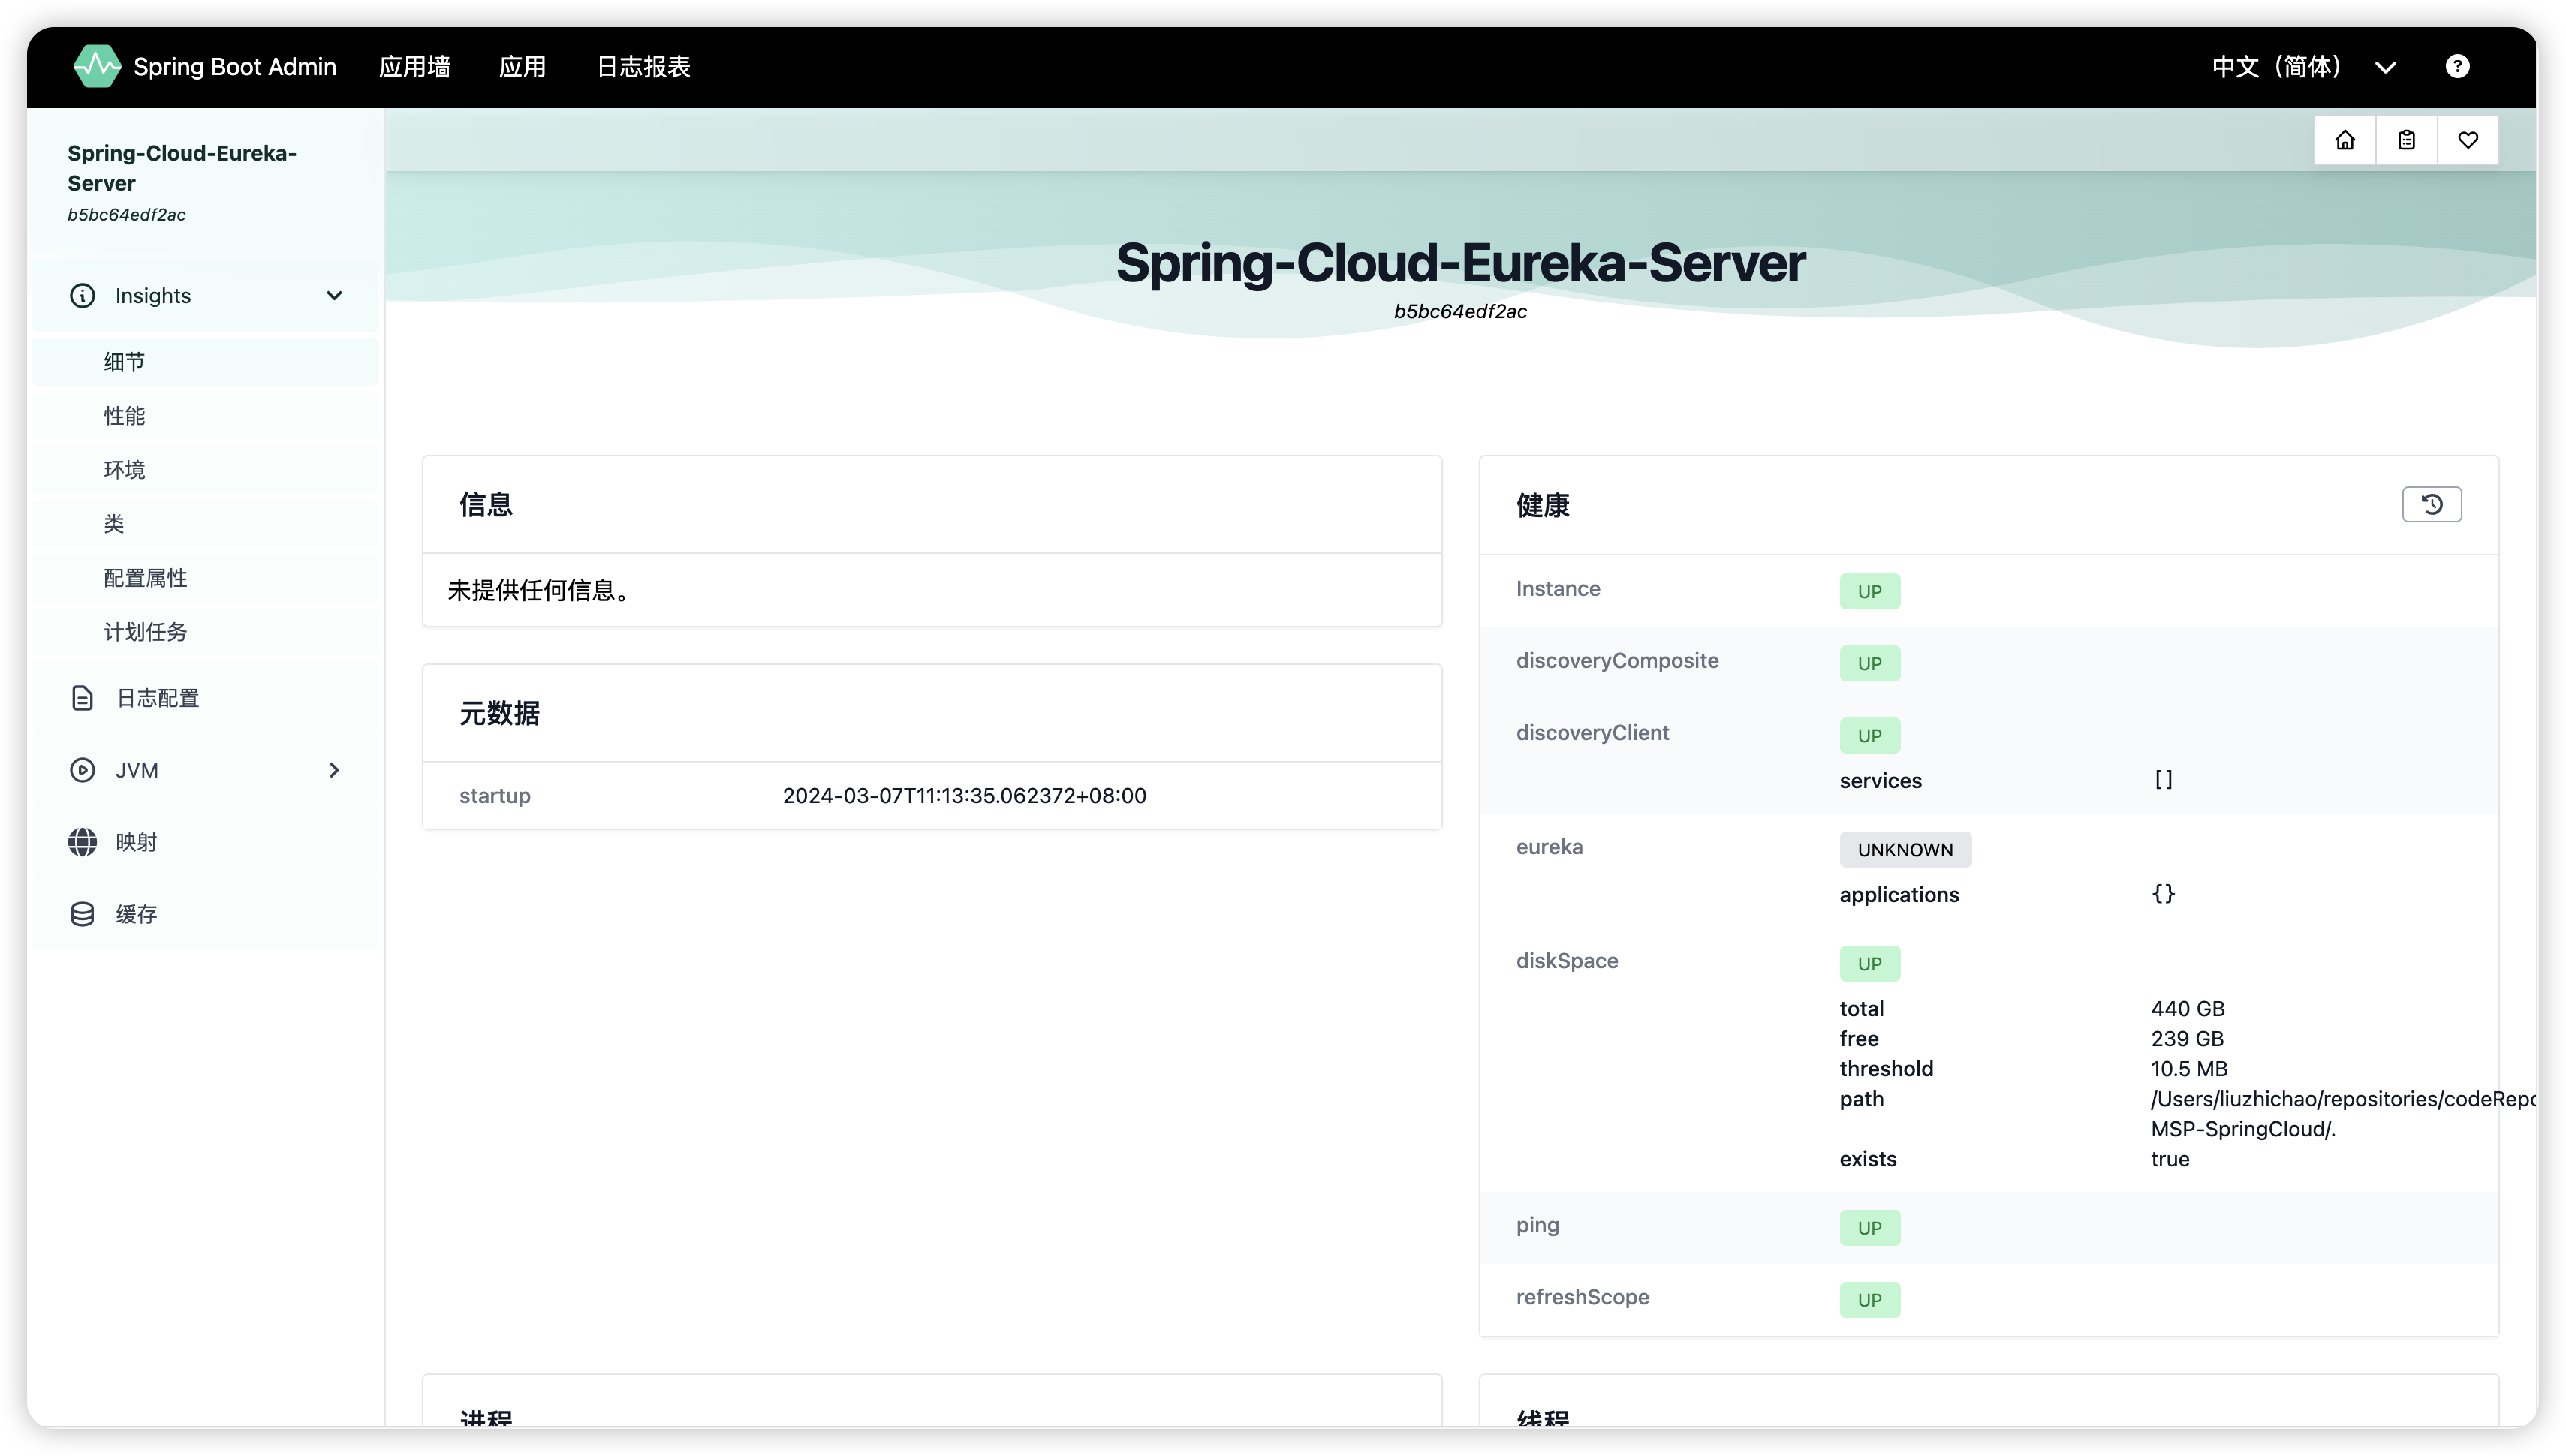 Spring Boot Admin 应用墙 应用 日志报表 中文（简体）
Spring-Cloud-Eureka-
Server
b5bc64edf2ac
Insights
细节
性能
环境
类
配置属性
计划任务
日志配置
JVM
映射
缓存
Spring-Cloud-Eureka-Server
b5bc64edf2ac
信息
未提供任何信息。
元数据
startup 2024-03-07T11:13:35.062372+08:00
健康
Instance UP
discoveryComposite UP
discoveryClient UP
services []
eureka UNKNOWN
applications {}
diskSpace UP
total 440 GB
free 239 GB
threshold 10.5 MB
path /Users/liuzhichao/repositories/codeRepo
MSP-SpringCloud/.
exists true
ping UP
refreshScope UP
进程
线程